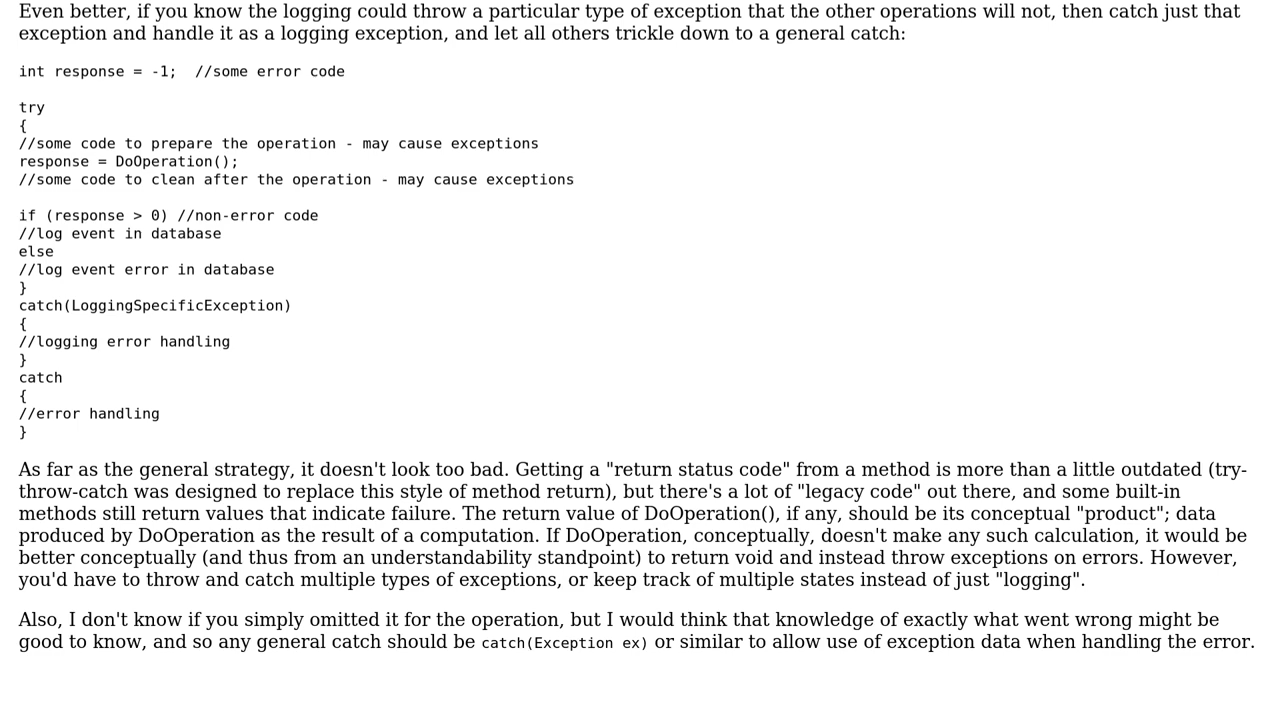 Even better, if you know the logging could throw a particular type of exception that the other operations will not, then catch just that
exception and handle it as a logging exception, and let all others trickle down to a general catch:
int response = -1;  //some error code
try
{
//some code to prepare the operation - may cause exceptions
response = DoOperation();
//some code to clean after the operation - may cause exceptions
if (response > 0) //non-error code
//log event in database
else
//log event error in database
}
catch(LoggingSpecificException)
{
//logging error handling
}
catch
{
//error handling
}
As far as the general strategy, it doesn't look too bad. Getting a "return status code" from a method is more than a little outdated (try-
throw-catch was designed to replace this style of method return), but there's a lot of "legacy code" out there, and some built-in
methods still return values that indicate failure. The return value of DoOperation(), if any, should be its conceptual "product"; data
produced by DoOperation as the result of a computation. If DoOperation, conceptually, doesn't make any such calculation, it would be
better conceptually (and thus from an understandability standpoint) to return void and instead throw exceptions on errors. However,
you'd have to throw and catch multiple types of exceptions, or keep track of multiple states instead of just "logging".
Also, I don't know if you simply omitted it for the operation, but I would think that knowledge of exactly what went wrong might be
good to know, and so any general catch should be catch(Exception ex) or similar to allow use of exception data when handling the error.